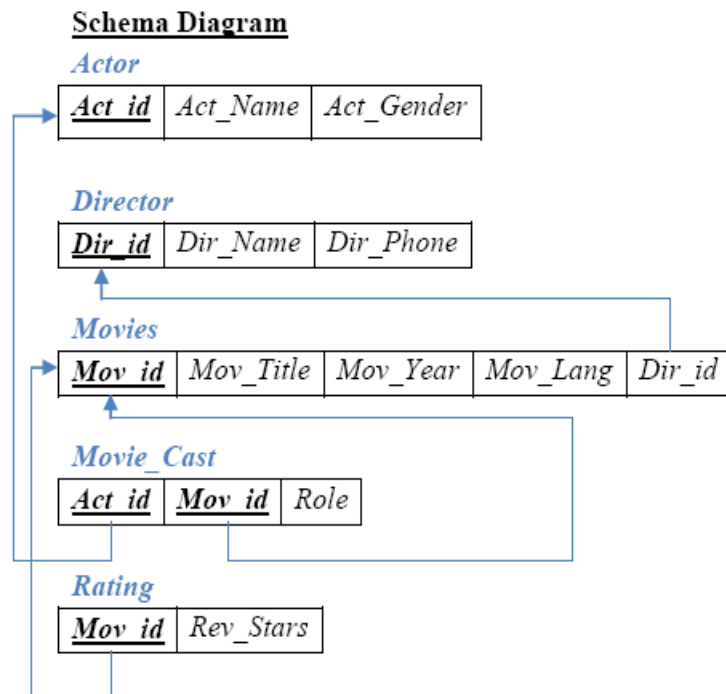 Schema Diagram
Actor
Act_id Act_Name Act_Gender
Director
Dir_id Dir_Name Dir_Phone
Movies
Mov_id Mov_Title Mov_Year Mov_Lang Dir_id
Movie_Cast
Act_id Mov_id Role
Rating
Mov_id Rev_Stars